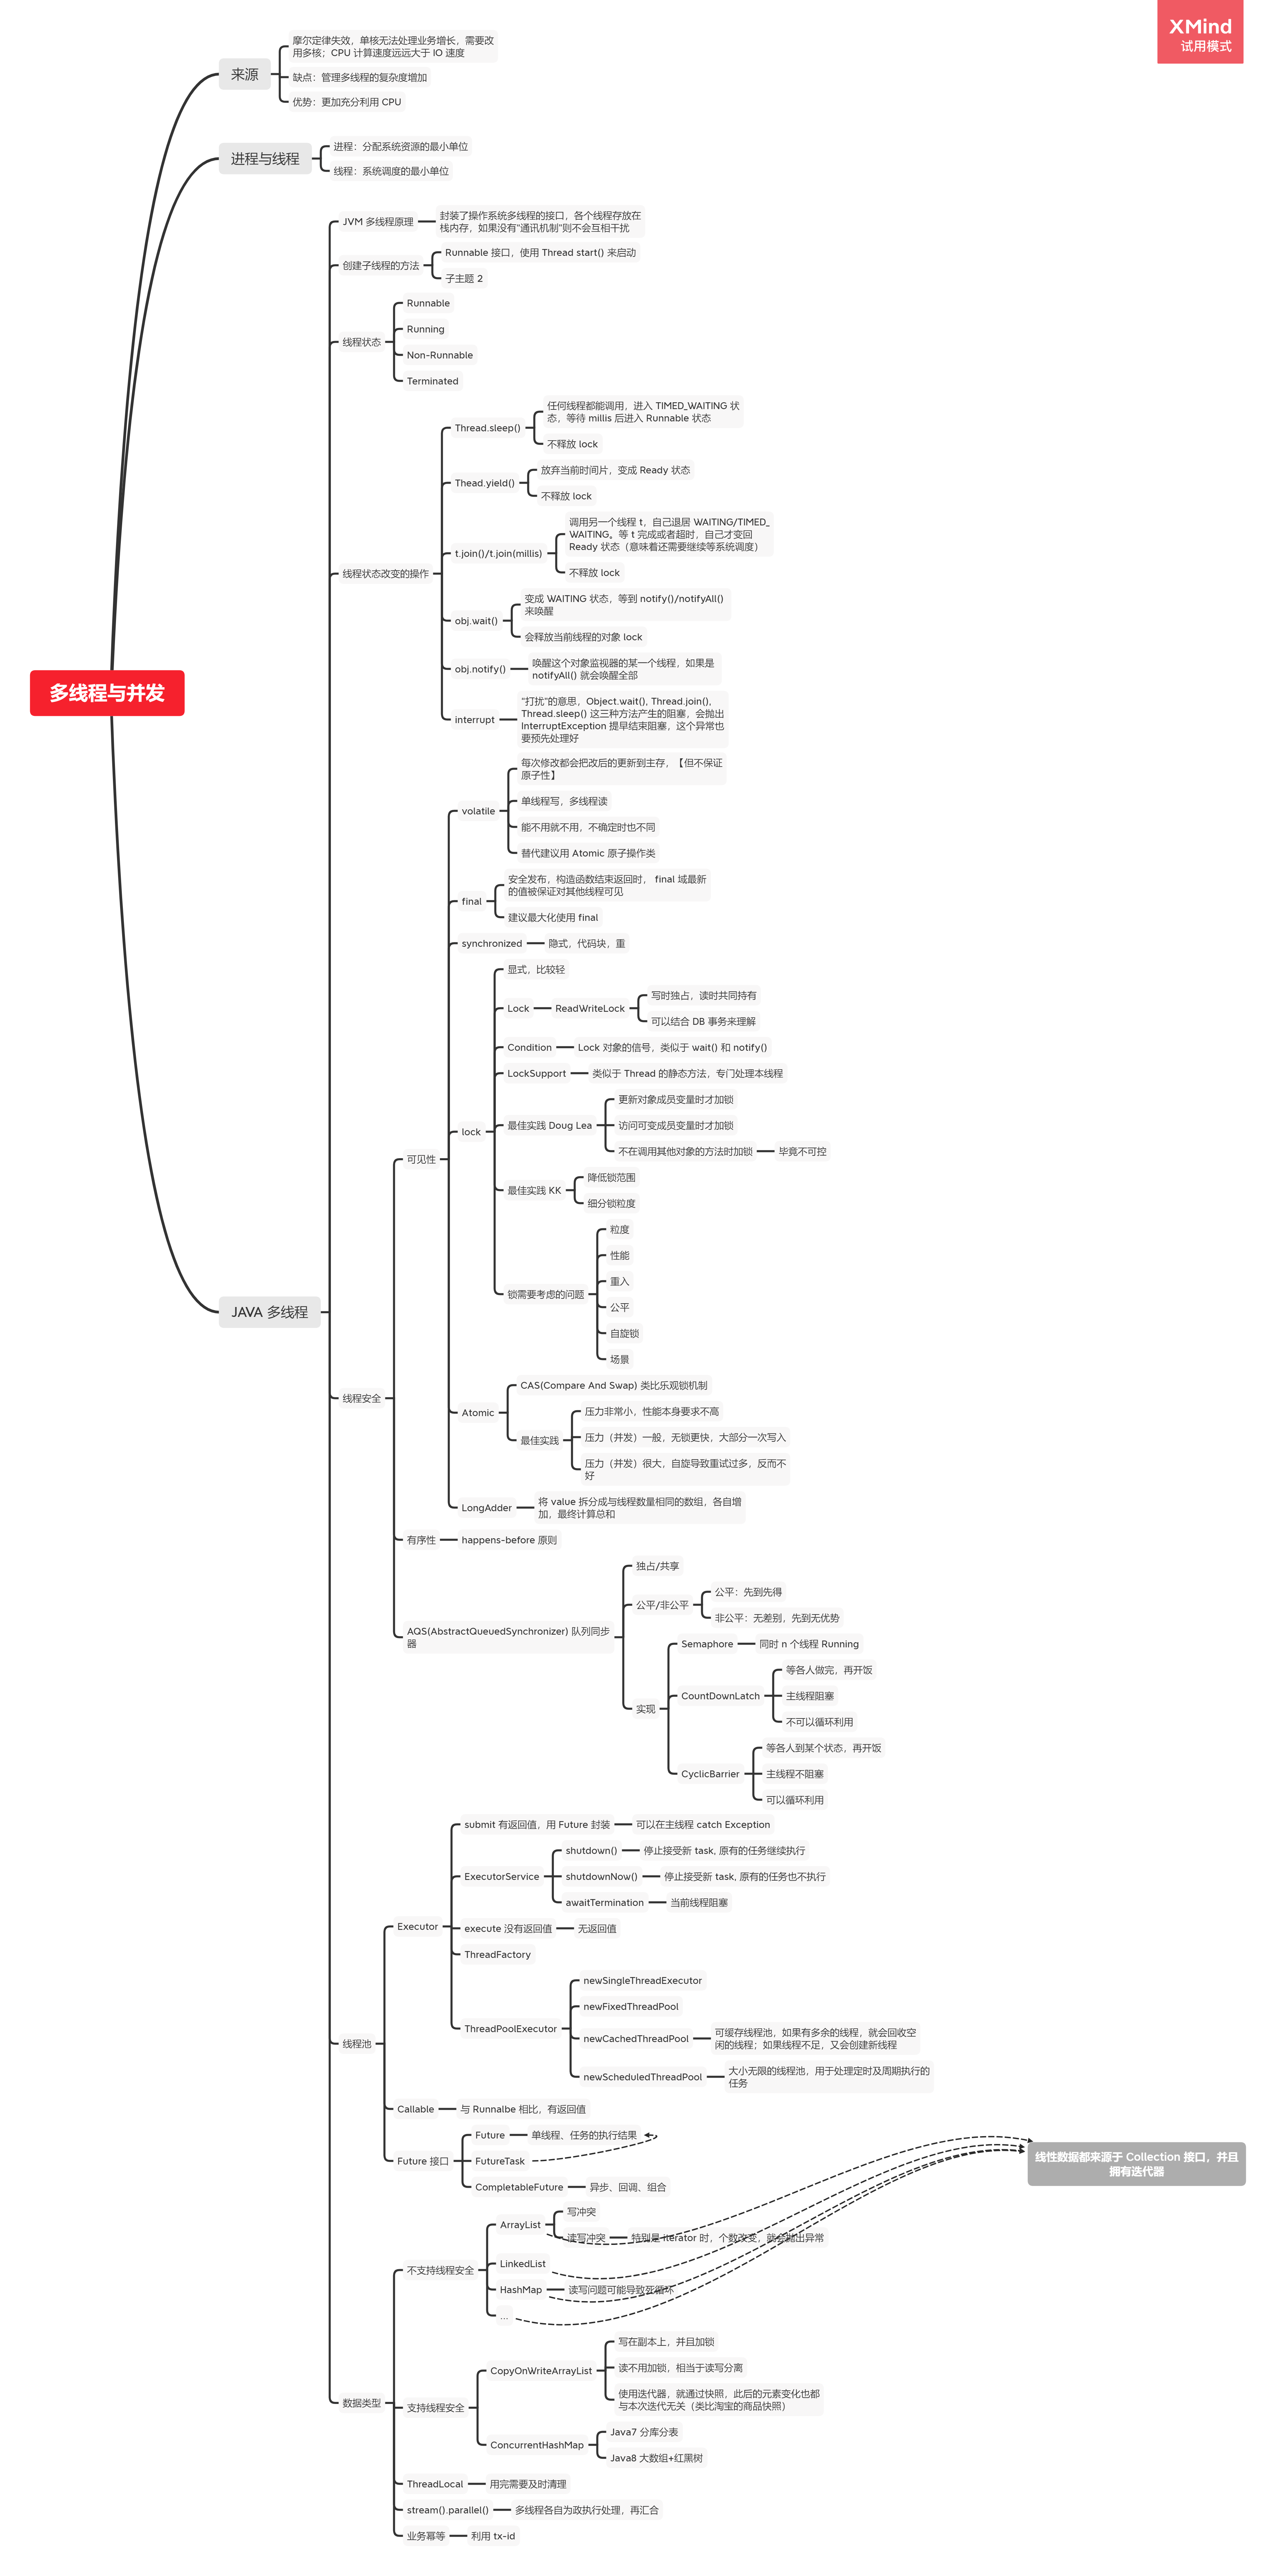 XMind
试用模式
多线程与并发
来源
摩尔定律失效，单核无法处理业务增长，需要改
用多核；CPU 计算速度远远大于 IO 速度
缺点：管理多线程的复杂度增加
优势：更加充分利用 CPU
进程与线程
进程：分配系统资源的最小单位
线程：系统调度的最小单位
JAVA 多线程
JVM 多线程原理
封装了操作系统多线程的接口，各个线程存放在
栈内存，如果没有"通讯机制"则不会互相干扰
创建子线程的方法
Runnable 接口，使用 Thread start() 来启动
子主题 2
线程状态
Runnable
Running
Non-Runnable
Terminated
线程状态改变的操作
Thread.sleep()
任何线程都能调用，进入 TIMED_WAITING 状
态，等待 millis 后进入 Runnable 状态
不释放 lock
Thead.yield()
放弃当前时间片，变成 Ready 状态
不释放 lock
t.join()/t.join(millis)
调用另一个线程 t，自己退居 WAITING/TIMED_
WAITING。等 t 完成或者超时，自己才变回
Ready 状态（意味着还需要继续等系统调度）
不释放 lock
obj.wait()
变成 WAITING 状态，等到 notify()/notifyAll()
来唤醒
会释放当前线程的对象 lock
obj.notify()
唤醒这个对象监视器的某一个线程，如果是
notifyAll() 就会唤醒全部
interrupt
"打扰"的意思，Object.wait(), Thread.join(),
Thread.sleep() 这三种方法产生的阻塞，会抛出
InterruptException 提早结束阻塞，这个异常也
要预先处理好
线程安全
可见性
volatile
每次修改都会把改后的更新到主存，【但不保证
原子性】
单线程写，多线程读
能不用就不用，不确定时也不同
替代建议用 Atomic 原子操作类
final
安全发布，构造函数结束返回时， final 域最新
的值被保证对其他线程可见
建议最大化使用 final
synchronized
隐式，代码块，重
lock
显式，比较轻
Lock
ReadWriteLock
写时独占，读时共同持有
可以结合 DB 事务来理解
Condition
Lock 对象的信号，类似于 wait() 和 notify()
LockSupport
类似于 Thread 的静态方法，专门处理本线程
最佳实践 Doug Lea
更新对象成员变量时才加锁
访问可变成员变量时才加锁
不在调用其他对象的方法时加锁
毕竟不可控
最佳实践 KK
降低锁范围
细分锁粒度
锁需要考虑的问题
粒度
性能
重入
公平
自旋锁
场景
Atomic
CAS(Compare And Swap) 类比乐观锁机制
最佳实践
压力非常小，性能本身要求不高
压力（并发）一般，无锁更快，大部分一次写入
压力（并发）很大，自旋导致重试过多，反而不
好
LongAdder
将 value 拆分成与线程数量相同的数组，各自增
加，最终计算总和
有序性
happens-before 原则
AQS(AbstractQueuedSynchronizer) 队列同步
器
独占/共享
公平/非公平
公平：先到先得
非公平：无差别，先到无优势
实现
Semaphore
同时 n 个线程 Running
CountDownLatch
等各人做完，再开饭
主线程阻塞
不可以循环利用
CyclicBarrier
等各人到某个状态，再开饭
主线程不阻塞
可以循环利用
线程池
Executor
submit 有返回值，用 Future 封装
可以在主线程 catch Exception
ExecutorService
shutdown()
停止接受新 task, 原有的任务继续执行
shutdownNow()
停止接受新 task, 原有的任务也不执行
awaitTermination
当前线程阻塞
execute 没有返回值
无返回值
ThreadFactory
ThreadPoolExecutor
newSingleThreadExecutor
newFixedThreadPool
newCachedThreadPool
可缓存线程池，如果有多余的线程，就会回收空
闲的线程；如果线程不足，又会创建新线程
newScheduledThreadPool
大小无限的线程池，用于处理定时及周期执行的
任务
Callable
与 Runnalbe 相比，有返回值
Future 接口
Future
单线程、任务的执行结果
FutureTask
CompletableFuture
异步、回调、组合
线性数据都来源于 Collection 接口，并且
拥有迭代器
数据类型
不支持线程安全
ArrayList
写冲突
读写冲突
特别是 iterator 时，个数改变，就会抛出异常
LinkedList
HashMap
读写问题可能导致死循环
...
支持线程安全
CopyOnWriteArrayList
写在副本上，并且加锁
读不用加锁，相当于读写分离
使用迭代器，就通过快照，此后的元素变化也都
与本次迭代无关（类比淘宝的商品快照）
ConcurrentHashMap
Java7 分库分表
Java8 大数组+红黑树
ThreadLocal
用完需要及时清理
stream().parallel()
多线程各自为政执行处理，再汇合
业务幂等
利用 tx-id